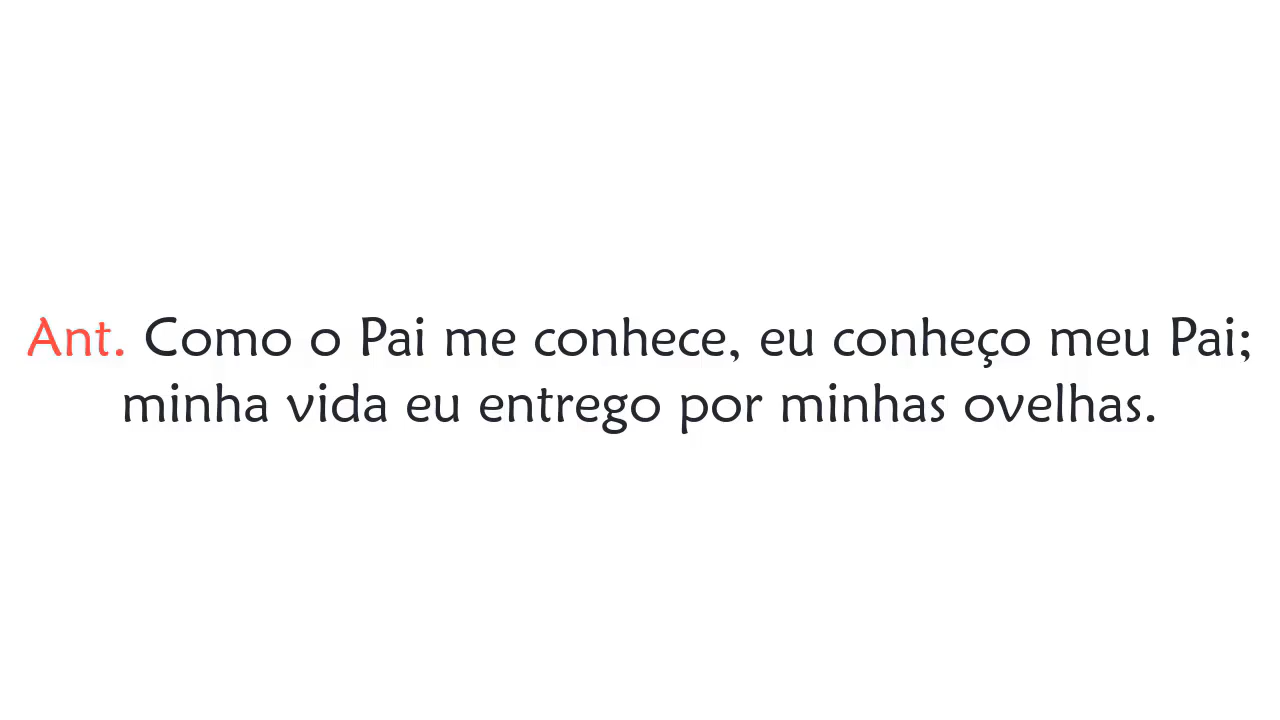 Ant. Como o Pai me conhece, eu conheço meu Pai;
minha vida eu entrego por minhas ovelhas.